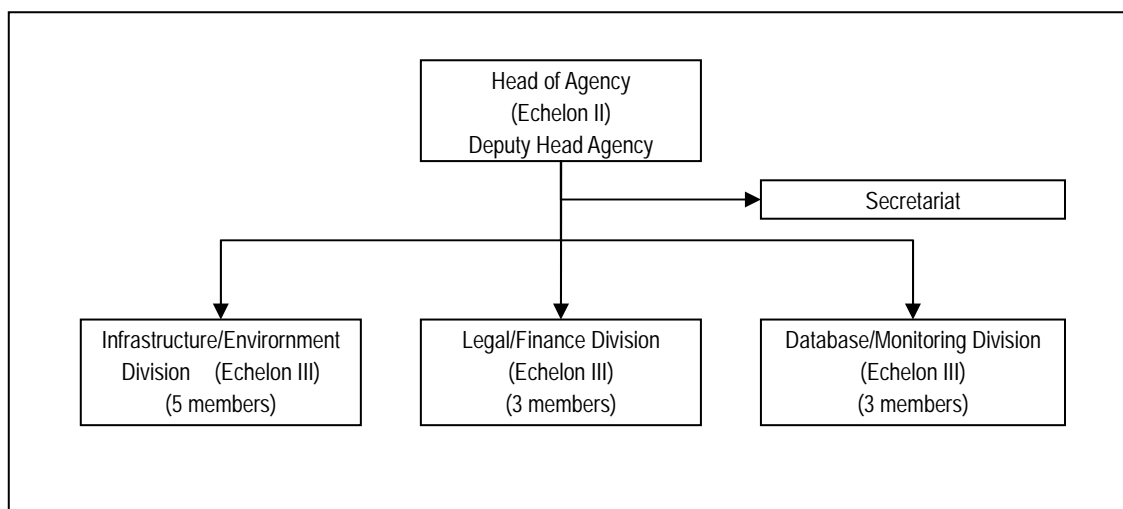 Head of Agency
(Echelon II)
Deputy Head Agency
Secretariat
Infrastructure/Envirornment
Division (Echelon III)
(5 members)
Legal/Finance Division
(Echelon III)
(3 members)
Database/Monitoring Division
(Echelon III)
(3 members)